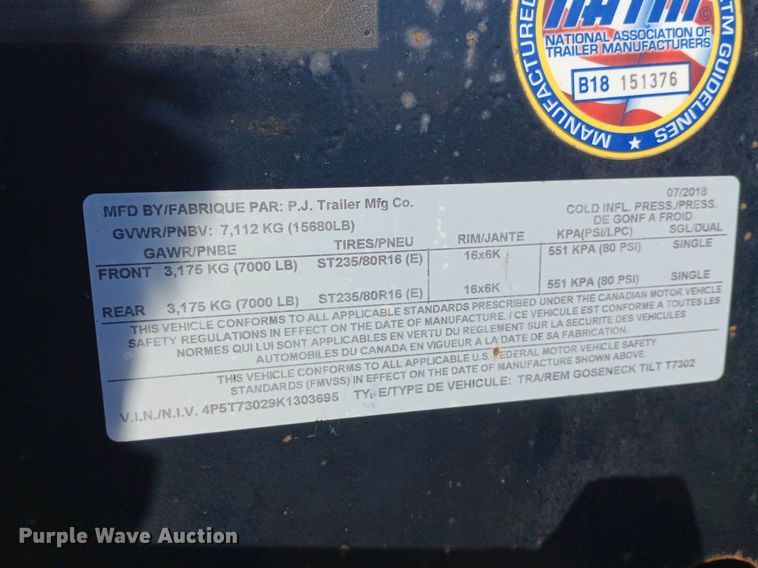 NATM ©
NATIONAL ASSOCIATION OF
TRAILER MANUFACTURERS
B18 151376
MANUFACTURED
GUIDELINES
MFD BY/FABRIQUE PAR: P.J. Trailer Mfg Co.
07/2018
GVWR/PNBV: 7,112 KG (15680LB)
COLD INFL. PRESS./PRESS.
DE GONF A FROID
GAWR/PNBE TIRES/PNEU RIM/JANTE KPA(PSI/LPC) SGL/DUAL
FRONT 3,175 KG (7000 LB) ST235/80R16 (E) 16x6K 551 KPA (80 PSI) SINGLE
REAR 3,175 KG (7000 LB) ST235/80R16 (E) 16x6K 551 KPA (80 PSI) SINGLE
THIS VEHICLE CONFORMS TO ALL APPLICABLE STANDARDS PRESCRIBED UNDER THE CANADIAN MOTOR VEHICLE
SAFETY REGULATIONS IN EFFECT ON THE DATE OF MANUFACTURE. / CE VEHICULE EST CONFORME A TOUTES LES
NORMES QUI LUI SONT APPLICABLES EN VERTU DU REGLEMENT SUR LA SECURITE DES VEHICULES
AUTOMOBILES DU CANADA EN VIGUEUR A LA DATE DE SA FABRICATION.
THIS VEHICLE CONFORMS TO ALL APPLICABLE U.S. FEDERAL MOTOR VEHICLE SAFETY
STANDARDS (FMVSS) IN EFFECT ON THE DATE OF MANUFACTURE SHOWN ABOVE.
V.I.N./N.I.V. 4P5T73029K1303695 TYPE/TYPE DE VEHICULE: TRA/REM GOSENECK TILT T7302
Purple Wave Auction®